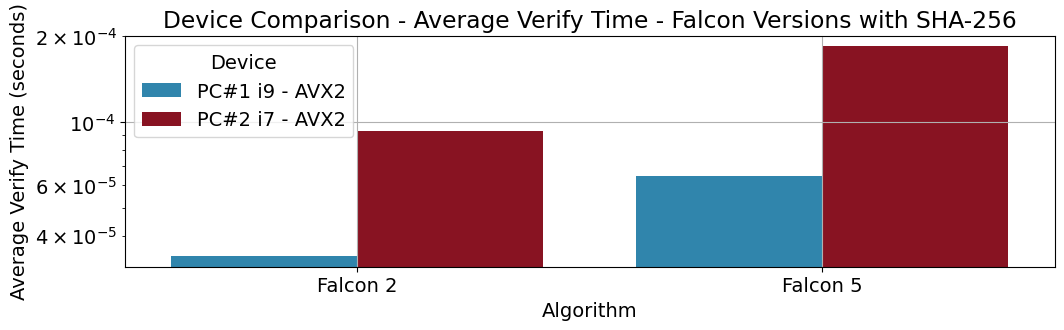 Device Comparison - Average Verify Time - Falcon Versions with SHA-256
Average Verify Time (seconds)
2 × 10⁻⁴
10⁻⁴
6 × 10⁻⁵
4 × 10⁻⁵
Device
PC#1 i9 - AVX2
PC#2 i7 - AVX2
Falcon 2
Falcon 5
Algorithm